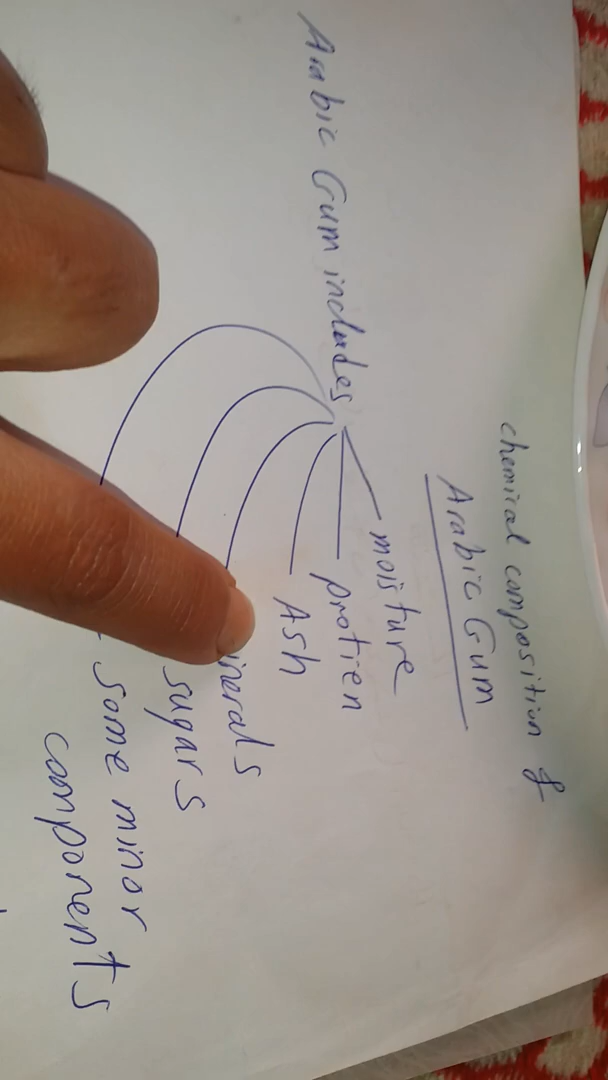 chemical composition of
Arabic Gum
Arabic Gum includes
moisture
protien
Ash
sugars
some minor
components